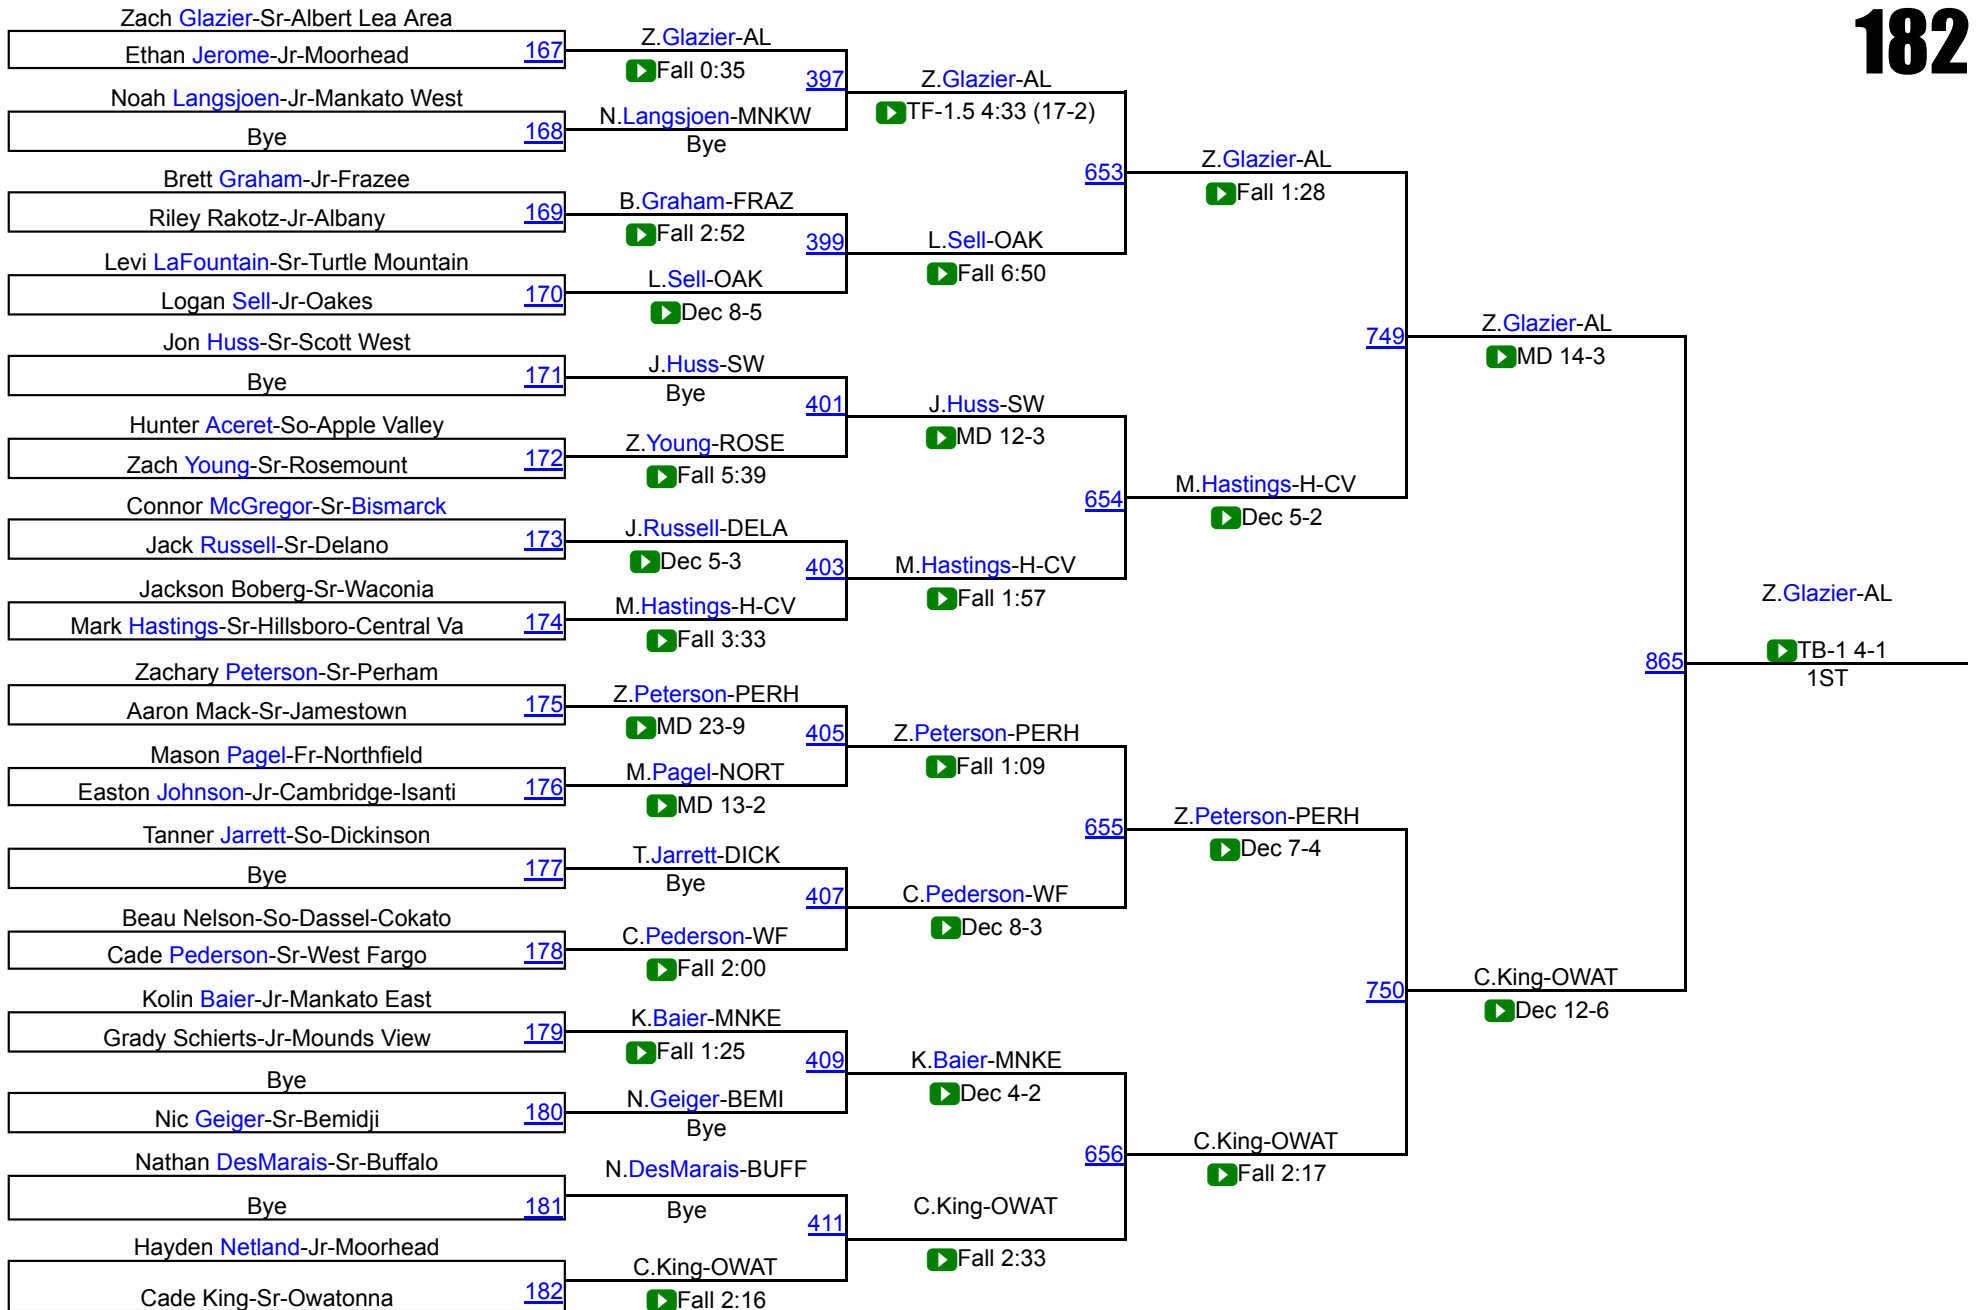 182
Zach Glazier-Sr-Albert Lea Area
Ethan Jerome-Jr-Moorhead
167
Noah Langsjoen-Jr-Mankato West
Bye
168
Brett Graham-Jr-Frazee
Riley Rakotz-Jr-Albany
169
Levi LaFountain-Sr-Turtle Mountain
Logan Sell-Jr-Oakes
170
Jon Huss-Sr-Scott West
Bye
171
Hunter Aceret-So-Apple Valley
Zach Young-Sr-Rosemount
172
Connor McGregor-Sr-Bismarck
Jack Russell-Sr-Delano
173
Jackson Boberg-Sr-Waconia
Mark Hastings-Sr-Hillsboro-Central Va
174
Zachary Peterson-Sr-Perham
Aaron Mack-Sr-Jamestown
175
Mason Pagel-Fr-Northfield
Easton Johnson-Jr-Cambridge-Isanti
176
Tanner Jarrett-So-Dickinson
Bye
177
Beau Nelson-So-Dassel-Cokato
Cade Pederson-Sr-West Fargo
178
Kolin Baier-Jr-Mankato East
Grady Schierts-Jr-Mounds View
179
Bye
Nic Geiger-Sr-Bemidji
180
Nathan DesMarais-Sr-Buffalo
Bye
181
Hayden Netland-Jr-Moorhead
Cade King-Sr-Owatonna
182
Z.Glazier-AL
Fall 0:35
397
N.Langsjoen-MNKW
Bye
B.Graham-FRAZ
Fall 2:52
399
L.Sell-OAK
Dec 8-5
J.Huss-SW
Bye
401
Z.Young-ROSE
Fall 5:39
J.Russell-DELA
Dec 5-3
403
M.Hastings-H-CV
Fall 3:33
Z.Peterson-PERH
MD 23-9
405
M.Pagel-NORT
MD 13-2
T.Jarrett-DICK
Bye
407
C.Pederson-WF
Fall 2:00
K.Baier-MNKE
Fall 1:25
409
N.Geiger-BEMI
Bye
N.DesMarais-BUFF
Bye
411
C.King-OWAT
Fall 2:16
Z.Glazier-AL
TF-1.5 4:33 (17-2)
653
L.Sell-OAK
Fall 6:50
J.Huss-SW
MD 12-3
654
M.Hastings-H-CV
Fall 1:57
Z.Peterson-PERH
Fall 1:09
655
C.Pederson-WF
Dec 8-3
K.Baier-MNKE
Dec 4-2
656
C.King-OWAT
Fall 2:33
Z.Glazier-AL
Fall 1:28
749
M.Hastings-H-CV
Dec 5-2
Z.Peterson-PERH
Dec 7-4
750
C.King-OWAT
Fall 2:17
Z.Glazier-AL
MD 14-3
865
C.King-OWAT
Dec 12-6
Z.Glazier-AL
TB-1 4-1
1ST